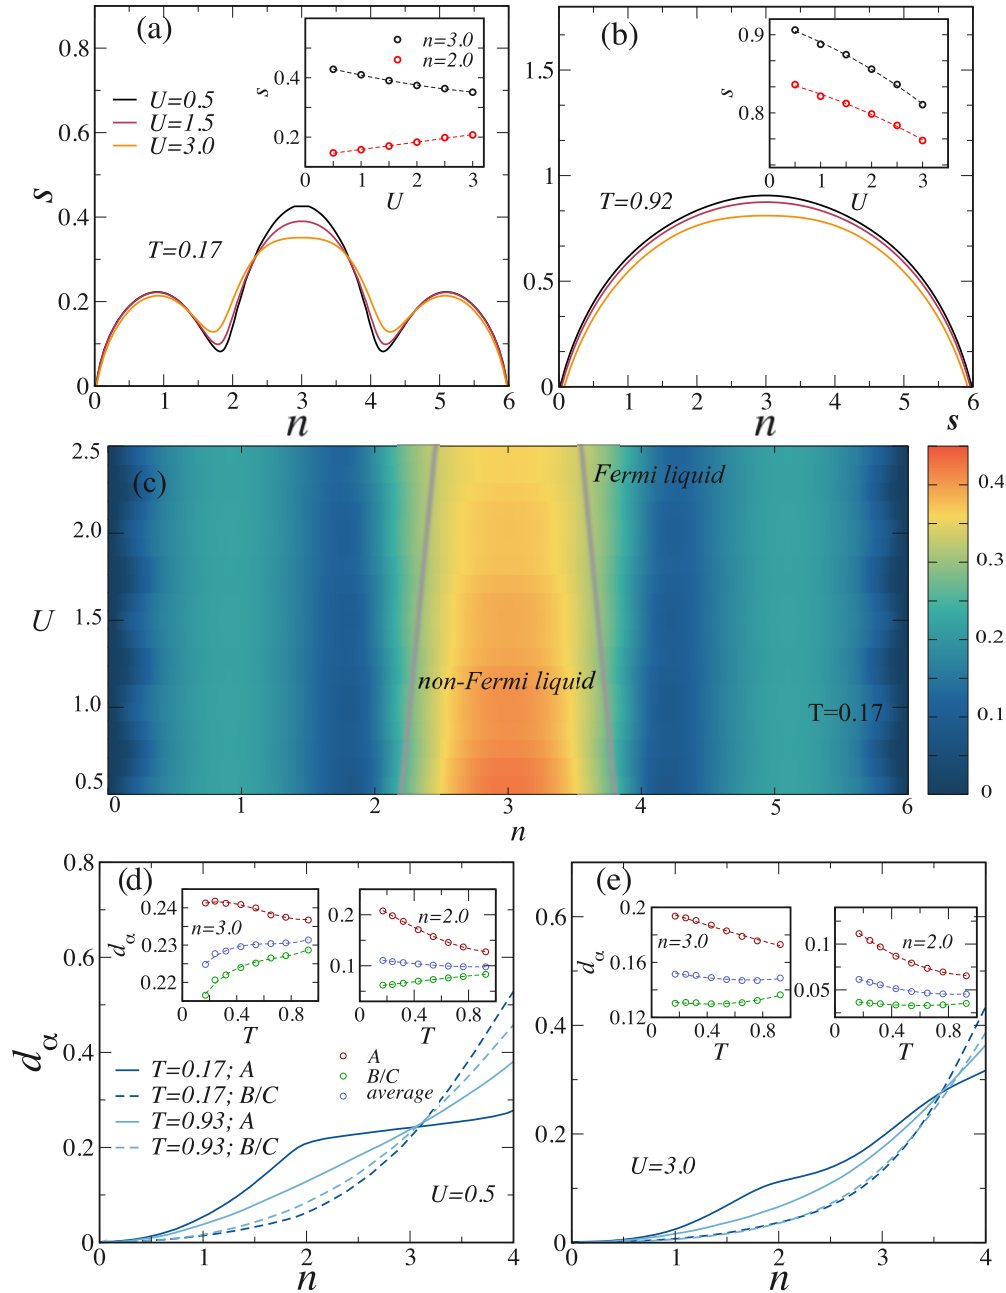 (a)
n=3.0
n=2.0
0.4
0.2
s
0 1 2 3
U
U=0.5
U=1.5
U=3.0
T=0.17
0.8
0.6
0.4
0.2
0
s
0 1 2 3 4 5 6
n
(b)
0.9
0.8
s
0 1 2 3
U
T=0.92
1.5
1
0.5
0
0 1 2 3 4 5 6
n
s
(c)
Fermi liquid
non-Fermi liquid
T=0.17
2.5
2.0
1.5
1.0
0.5
U
0 1 2 3 4 5 6
n
0.4
0.3
0.2
0.1
0
(d)
0.24
0.23
0.22
dα
n=3.0
0 0.4 0.8
T
0.2
0.1
n=2.0
0 0.4 0.8
T
T=0.17; A
T=0.17; B/C
T=0.93; A
T=0.93; B/C
A
B/C
average
U=0.5
0.8
0.6
0.4
0.2
0
dα
0 1 2 3 4
n
(e)
0.2
0.16
0.12
dα
n=3.0
0 0.4 0.8
T
0.1
0.05
n=2.0
0 0.4 0.8
T
U=3.0
0.6
0.4
0.2
0
0 1 2 3 4
n